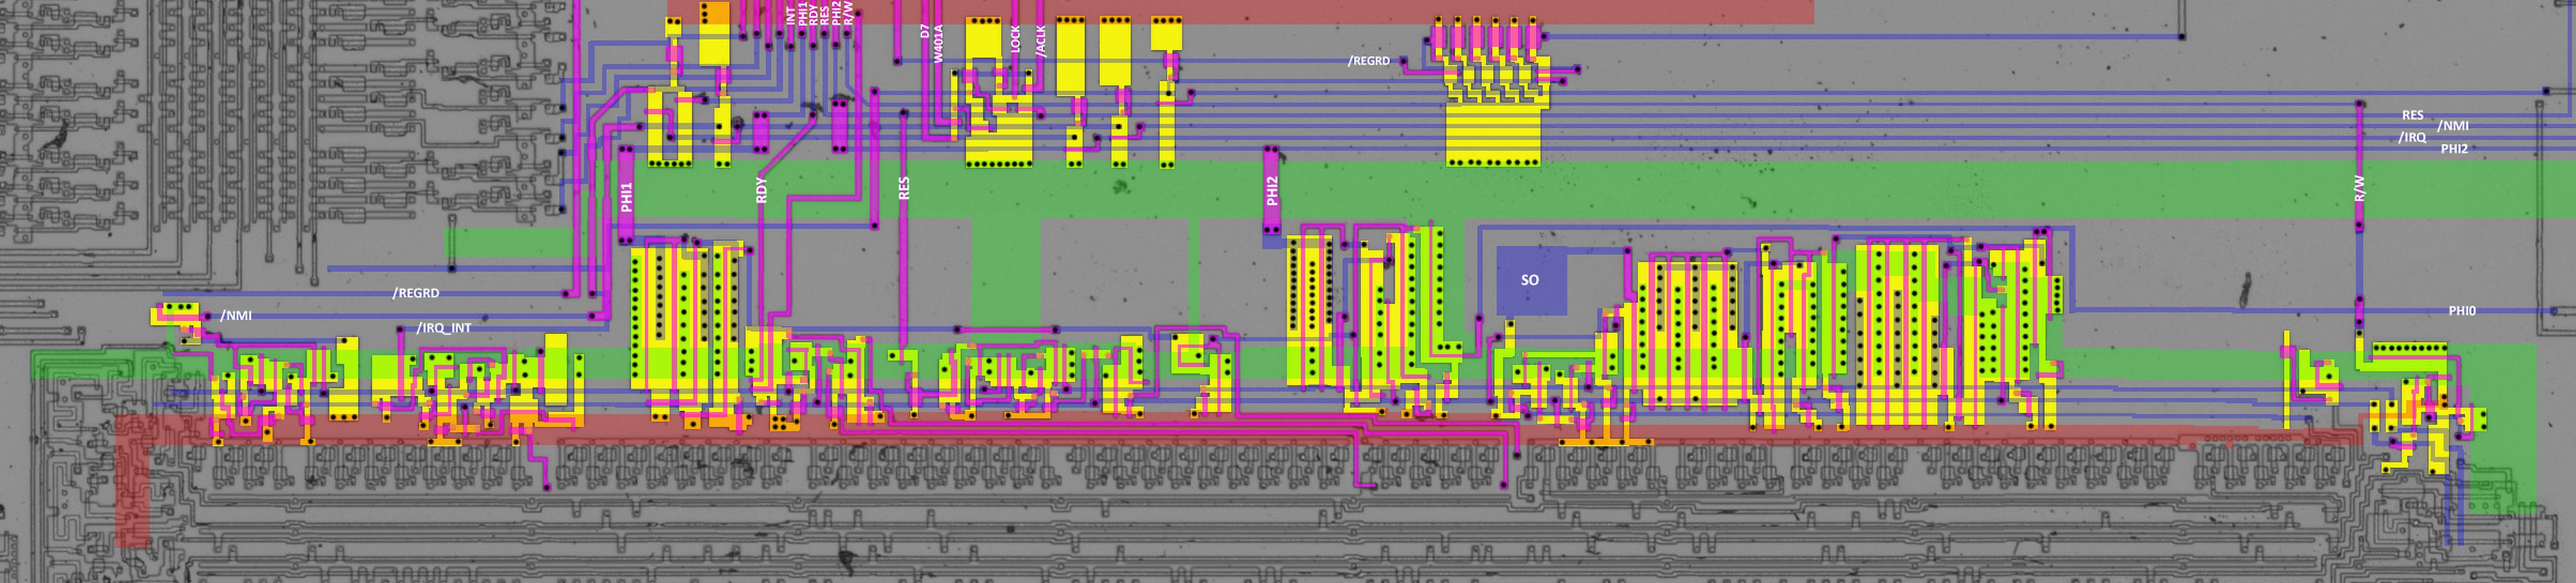 INT
PHI1
RDY
RES
PHI2
R/W
D7
W401A
LOCK
/ACLK
/REGRD
RES
/NMI
/IRQ
PHI2
PHI1
RDY
RES
PHI2
R/W
SO
/REGRD
/NMI
/IRQ_INT
PHI0